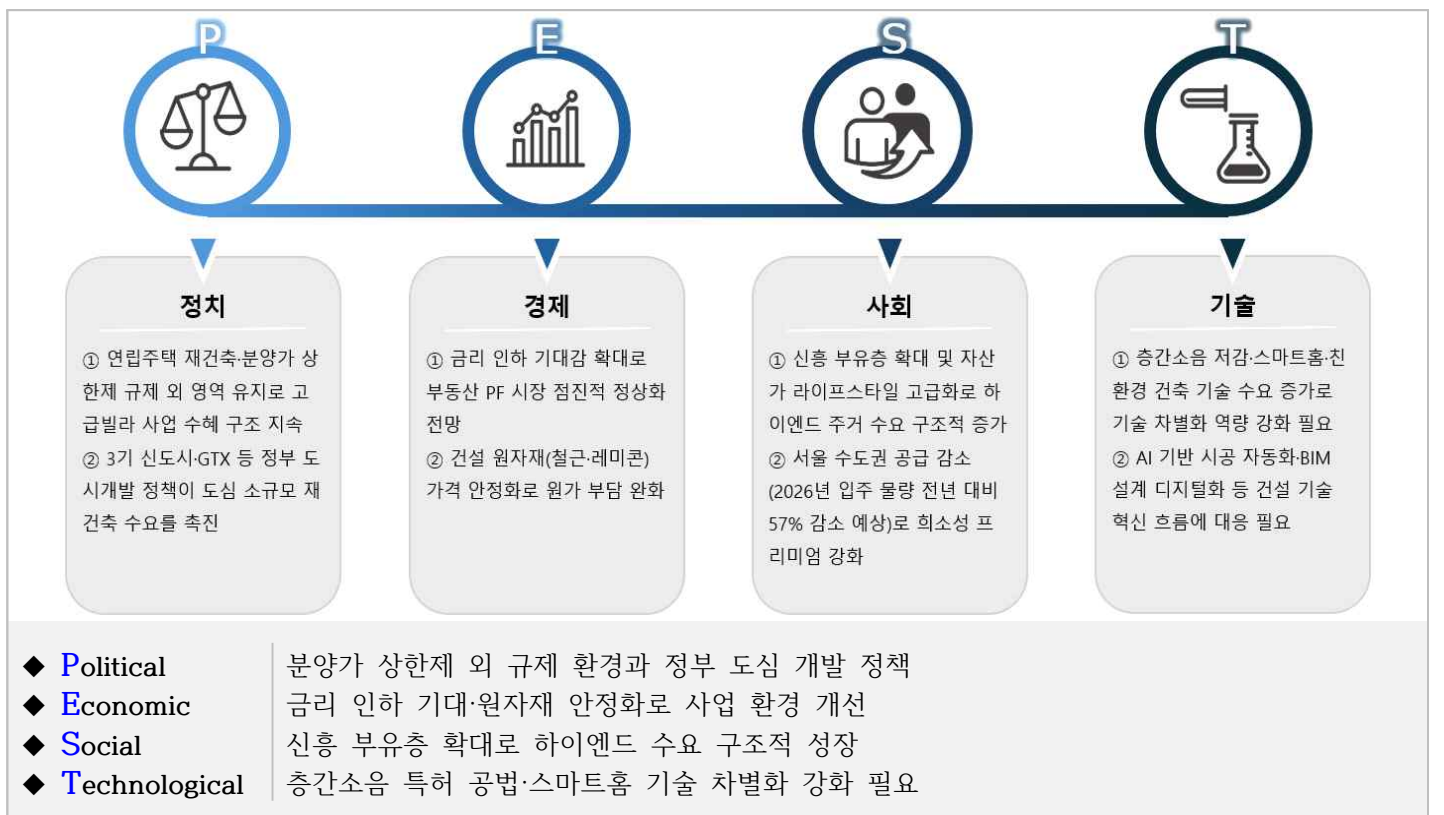 P
E
S
T
정치
① 연립주택 재건축·분양가 상
한제 규제 외 영역 유지로 고
급빌라 사업 수혜 구조 지속
② 3기 신도시·GTX 등 정부 도
시개발 정책이 도심 소규모 재
건축 수요를 촉진
경제
① 금리 인하 기대감 확대로
부동산 PF 시장 점진적 정상화
전망
② 건설 원자재(철근·레미콘)
가격 안정화로 원가 부담 완화
사회
① 신흥 부유층 확대 및 자산
가 라이프스타일 고급화로 하
이엔드 주거 수요 구조적 증가
② 서울 수도권 공급 감소
(2026년 입주 물량 전년 대비
57% 감소 예상)로 희소성 프
리미엄 강화
기술
① 층간소음 저감·스마트홈·친
환경 건축 기술 수요 증가로
기술 차별화 역량 강화 필요
② AI 기반 시공 자동화·BIM
설계 디지털화 등 건설 기술
혁신 흐름에 대응 필요
◆ Political 분양가 상한제 외 규제 환경과 정부 도심 개발 정책
◆ Economic 금리 인하 기대·원자재 안정화로 사업 환경 개선
◆ Social 신흥 부유층 확대로 하이엔드 수요 구조적 성장
◆ Technological 층간소음 특허 공법·스마트홈 기술 차별화 강화 필요